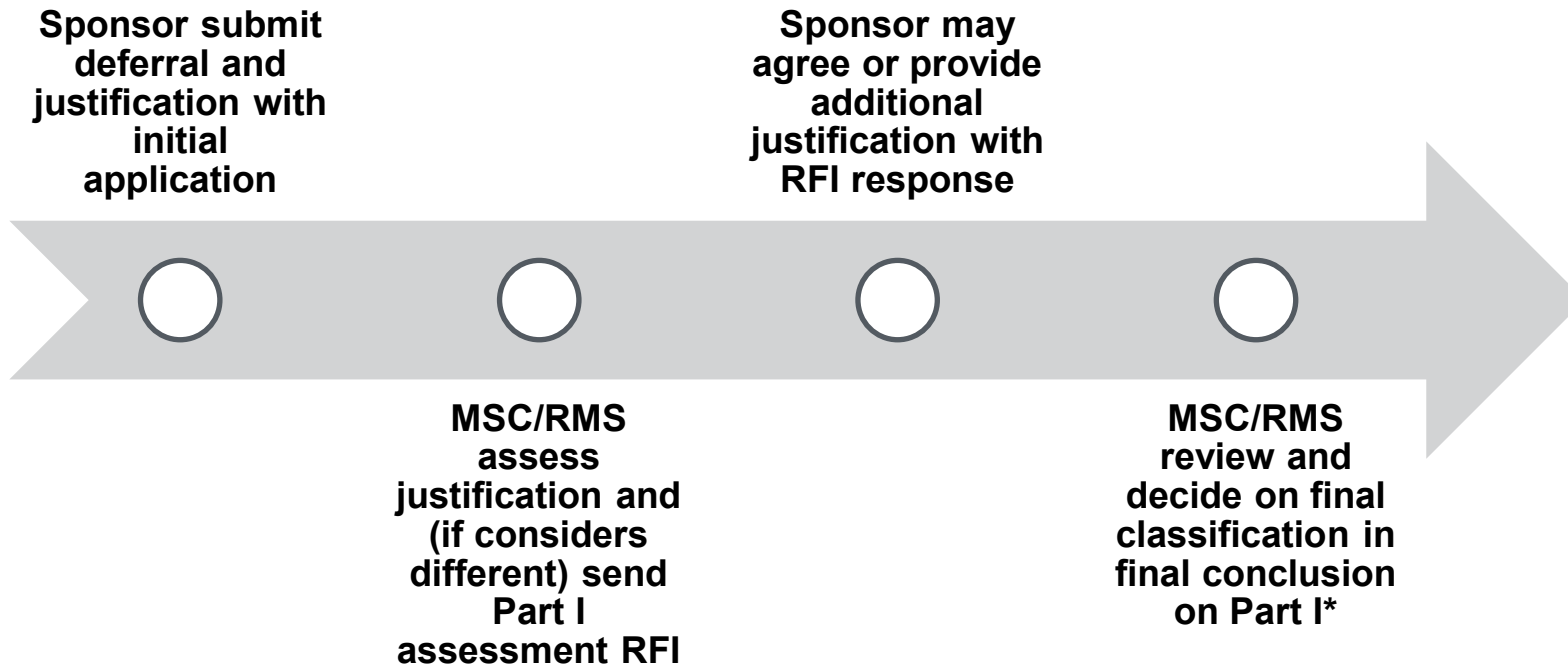 Sponsor submit
deferral and
justification with
initial
application
MSC/RMS
assess
justification and
(if considers
different) send
Part I
assessment RFI
Sponsor may
agree or provide
additional
justification with
RFI response
MSC/RMS
review and
decide on final
classification in
final conclusion
on Part I*